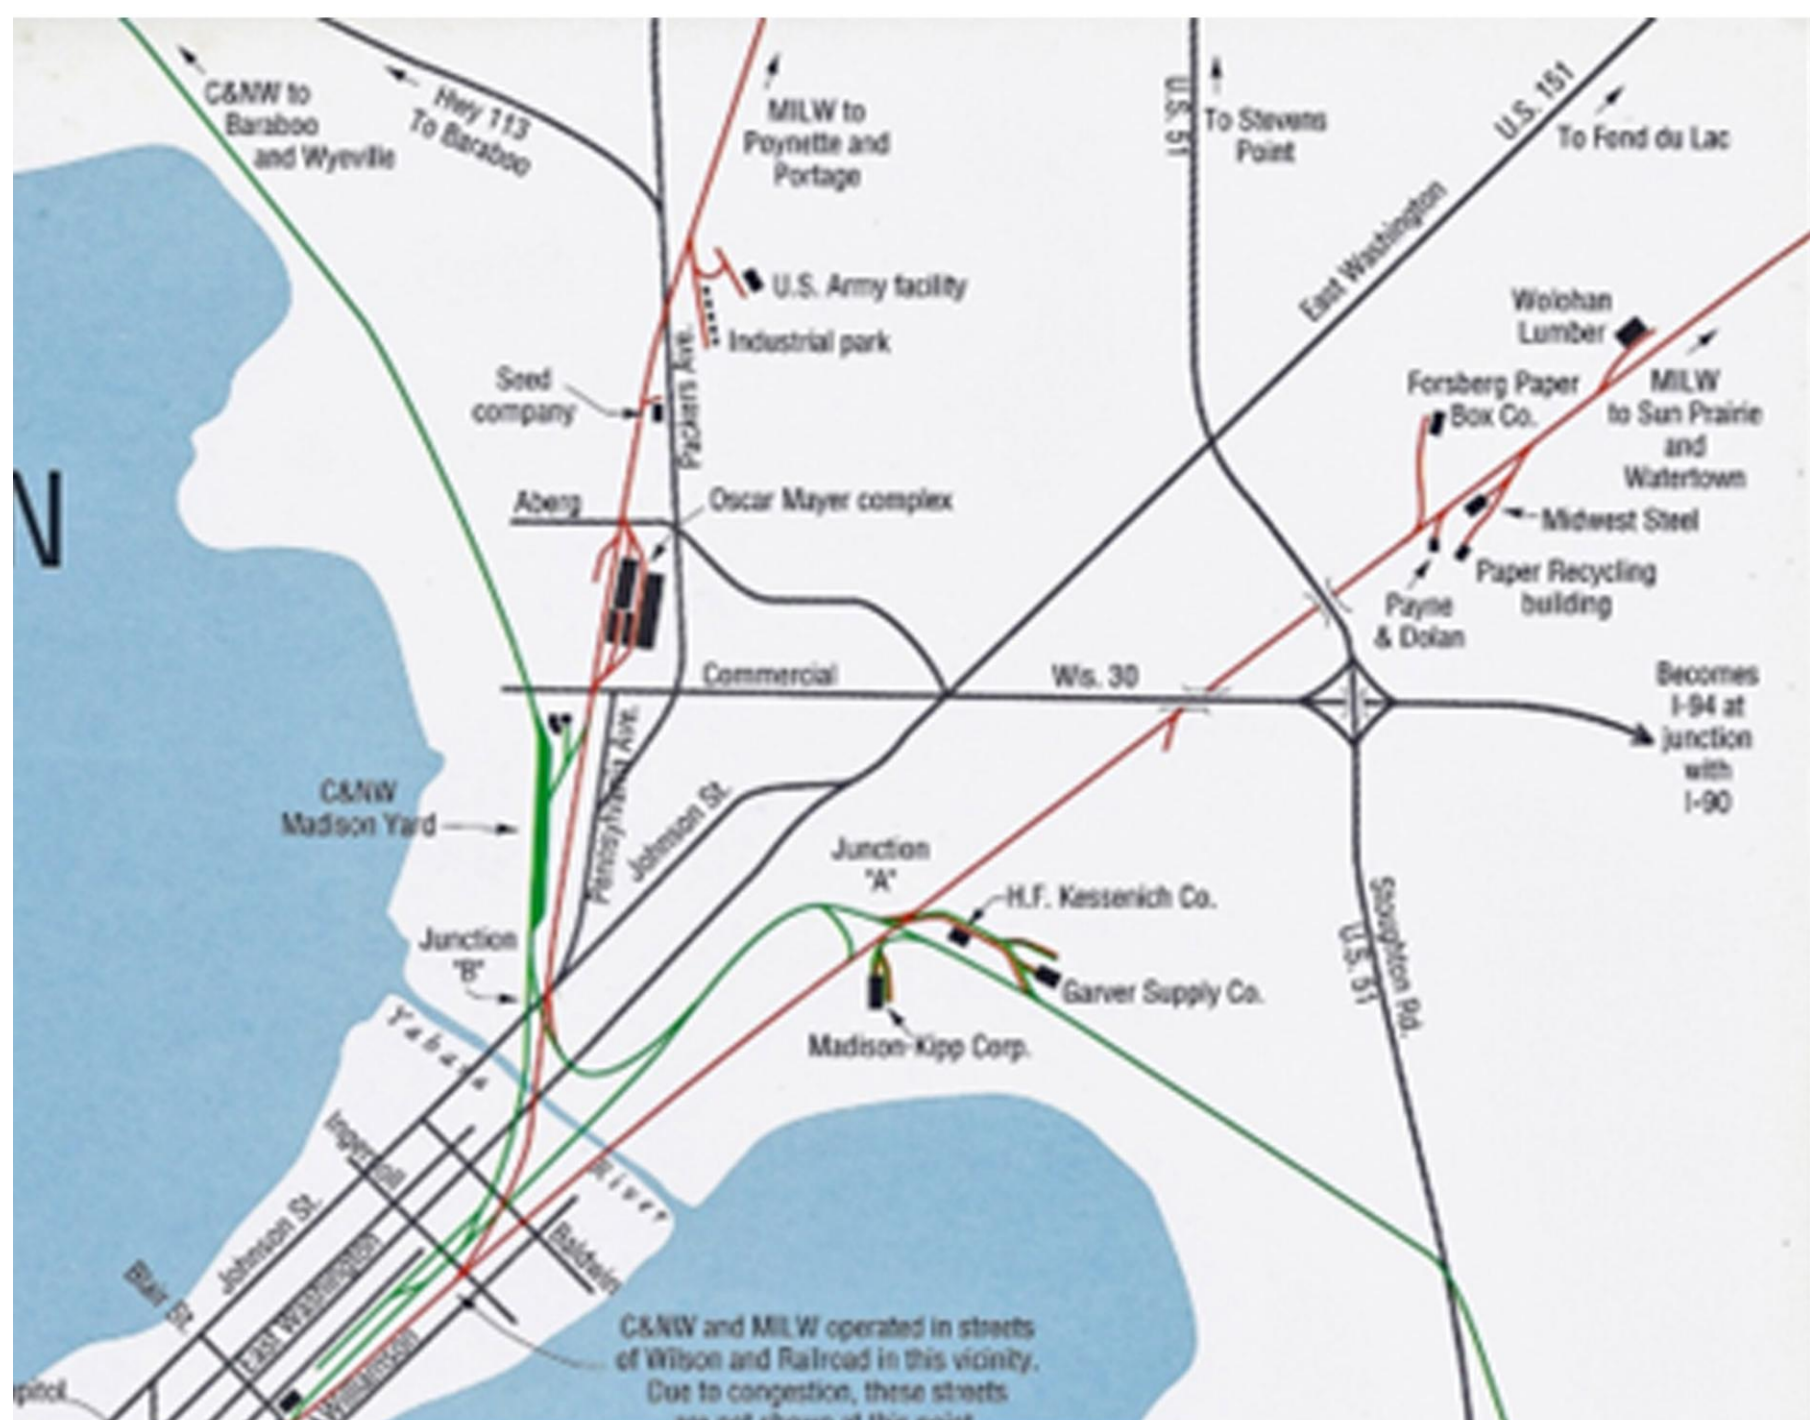 C&NW to
Baraboo
and Wyeville
Hwy 113
To Baraboo
MILW to
Poynette and
Portage
U.S. 51
To Stevens
Point
U.S. 151
To Fond du Lac
East Washington
U.S. Army facility
Industrial park
Seed
company
Packers Ave.
Wolohan
Lumber
Forsberg Paper
Box Co.
MILW
to Sun Prairie
and
Watertown
N
Aberg
Oscar Mayer complex
Midwest Steel
Paper Recycling
building
Payne
& Dolan
Commercial
Wis. 30
Becomes
I-94 at
junction
with
I-90
Pennsylvania Ave.
Johnson St.
C&NW
Madison Yard
Junction
"A"
H.F. Kessenich Co.
Junction
"B"
Garver Supply Co.
Madison-Kipp Corp.
Stoughton Rd.
U.S. 51
Yahara
River
Ingersoll
Baldwin
Johnson St.
East Washington
Blair St.
Williamson
C&NW and MILW operated in streets
of Wilson and Railroad in this vicinity.
Due to congestion, these streets
are not shown at this point.